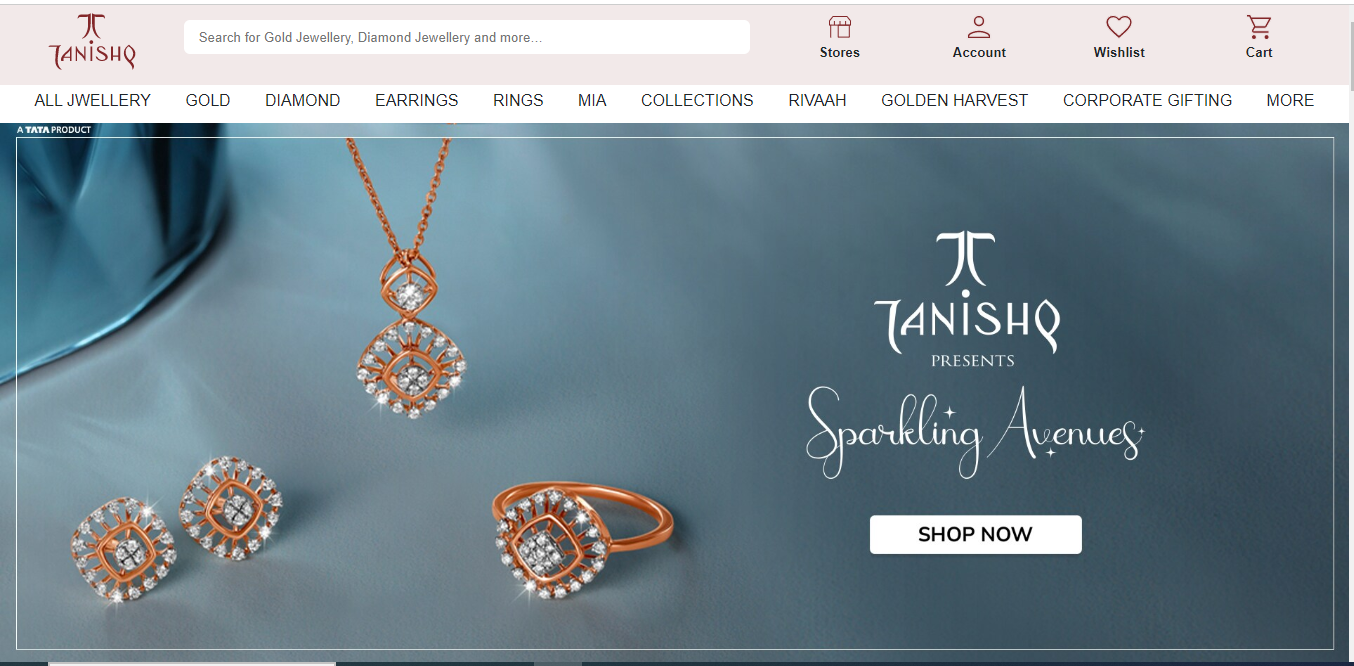 TANISHQ
Search for Gold Jewellery, Diamond Jewellery and more...
Stores
Account
Wishlist
Cart
ALL JWELLERY GOLD DIAMOND EARRINGS RINGS MIA COLLECTIONS RIVAAH GOLDEN HARVEST CORPORATE GIFTING MORE
A TATA PRODUCT
TANISHQ
PRESENTS
Sparkling Avenues
SHOP NOW